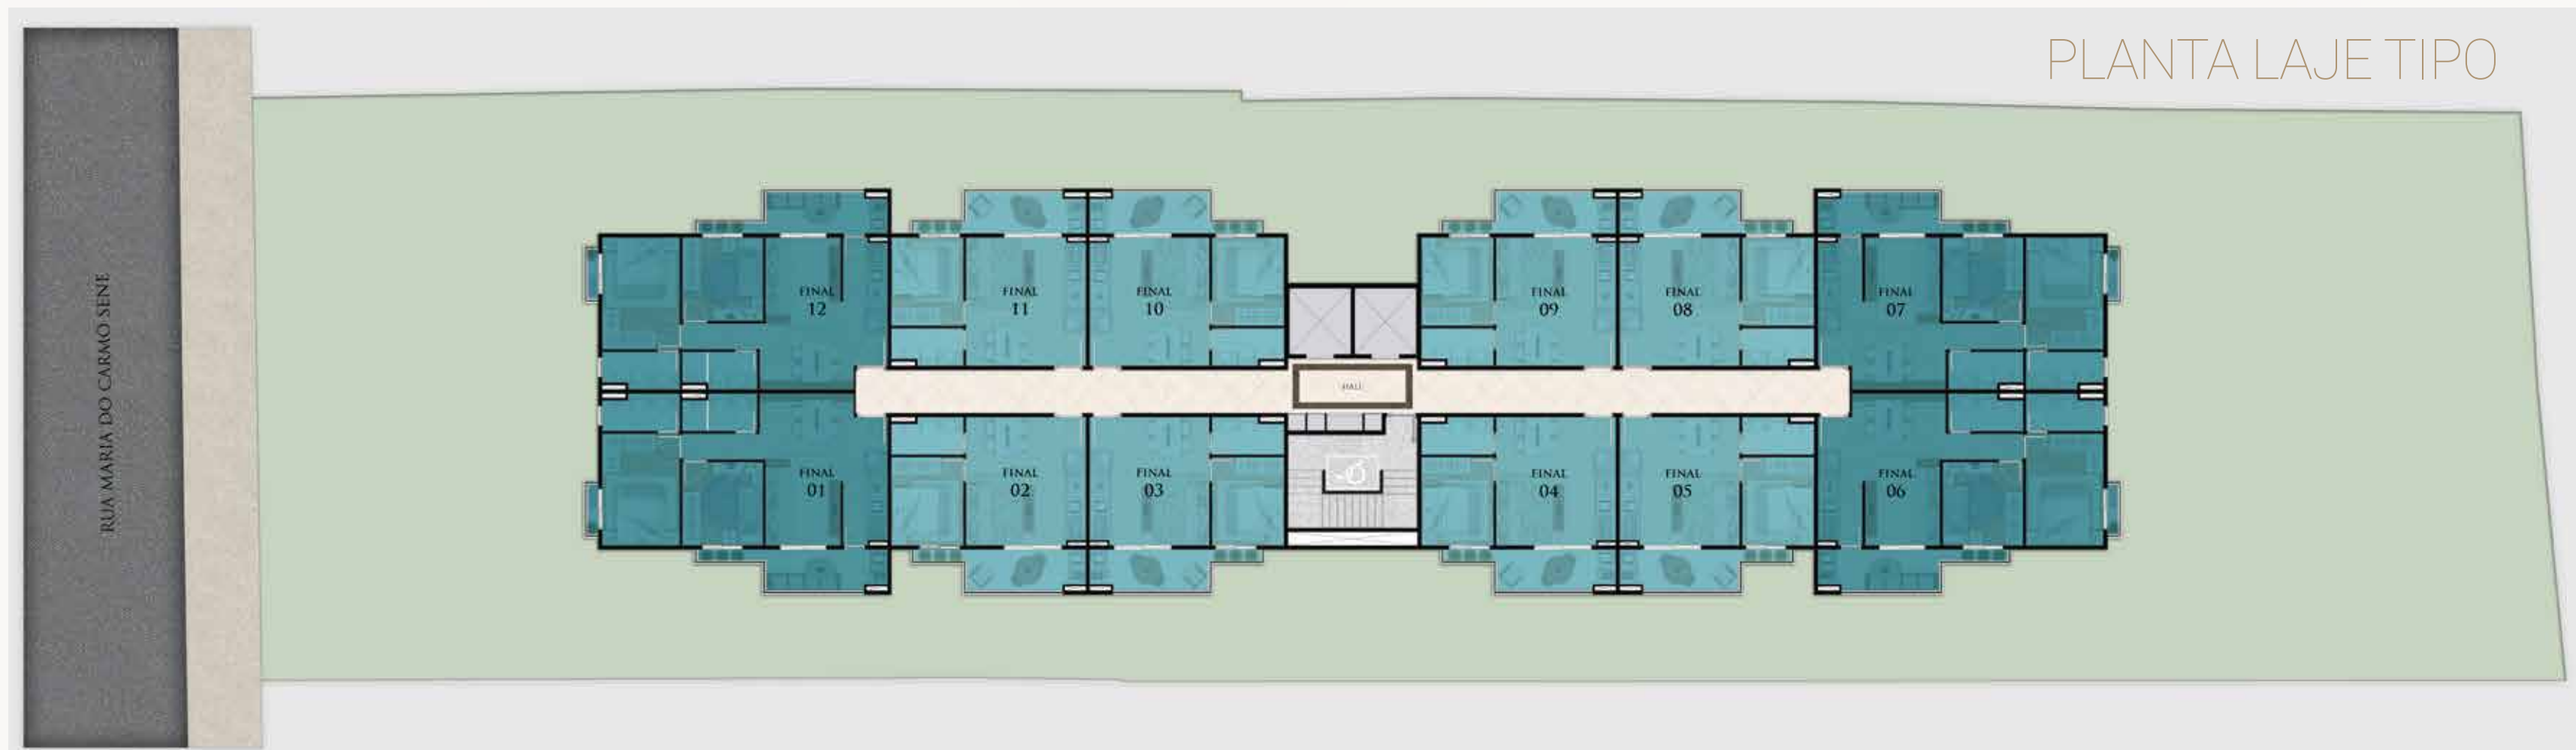 PLANTA LAJE TIPO
RUA MARIA DO CARMO SENE
FINAL
12
FINAL
11
FINAL
10
FINAL
09
FINAL
08
FINAL
07
HALL
FINAL
01
FINAL
02
FINAL
03
FINAL
04
FINAL
05
FINAL
06